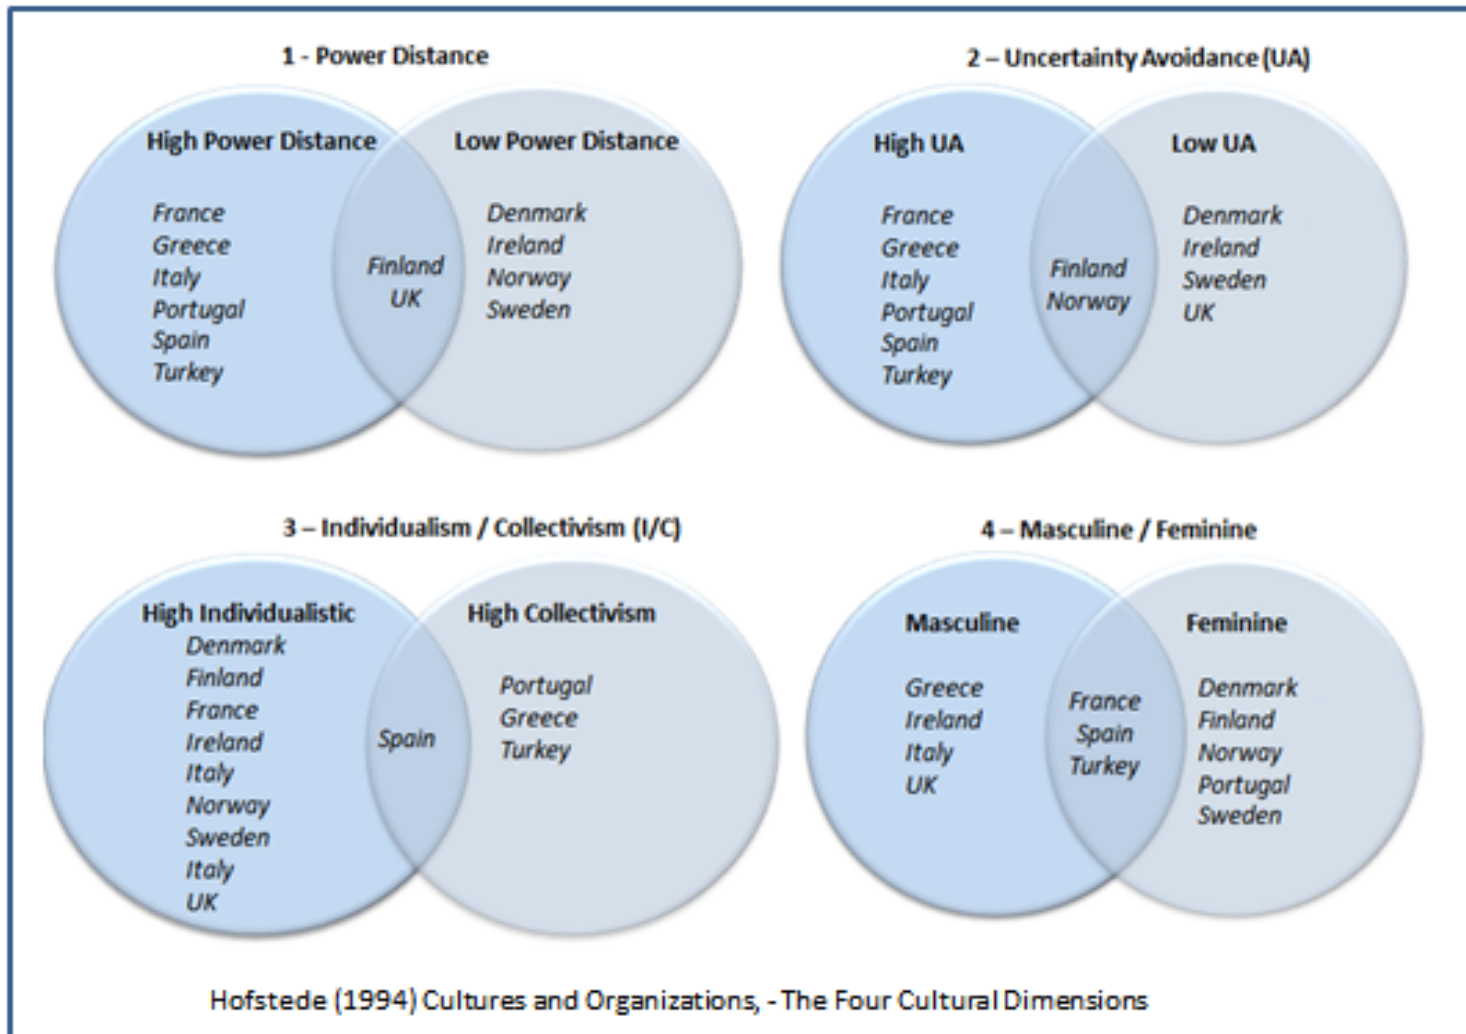 1 - Power Distance
High Power Distance
France
Greece
Italy
Portugal
Spain
Turkey
Finland
UK
Low Power Distance
Denmark
Ireland
Norway
Sweden
2 – Uncertainty Avoidance (UA)
High UA
France
Greece
Italy
Portugal
Spain
Turkey
Finland
Norway
Low UA
Denmark
Ireland
Sweden
UK
3 – Individualism / Collectivism (I/C)
High Individualistic
Denmark
Finland
France
Ireland
Italy
Norway
Sweden
Italy
UK
Spain
High Collectivism
Portugal
Greece
Turkey
4 – Masculine / Feminine
Masculine
Greece
Ireland
Italy
UK
France
Spain
Turkey
Feminine
Denmark
Finland
Norway
Portugal
Sweden
Hofstede (1994) Cultures and Organizations, - The Four Cultural Dimensions